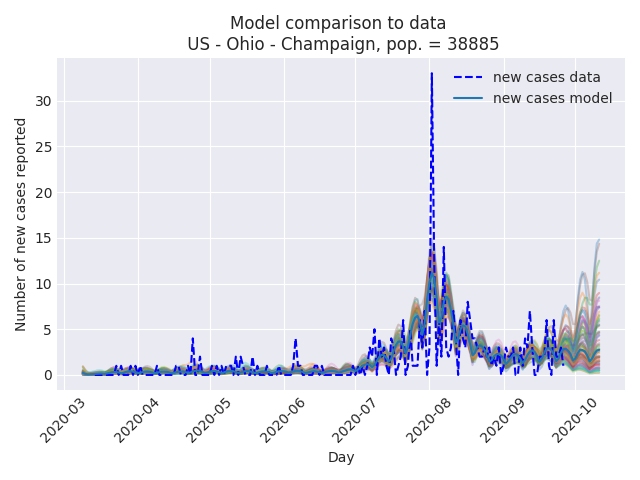 Model comparison to data
US - Ohio - Champaign, pop. = 38885
new cases data
new cases model
Number of new cases reported
30
25
20
15
10
5
0
2020-03
2020-04
2020-05
2020-06
2020-07
2020-08
2020-09
2020-10
Day